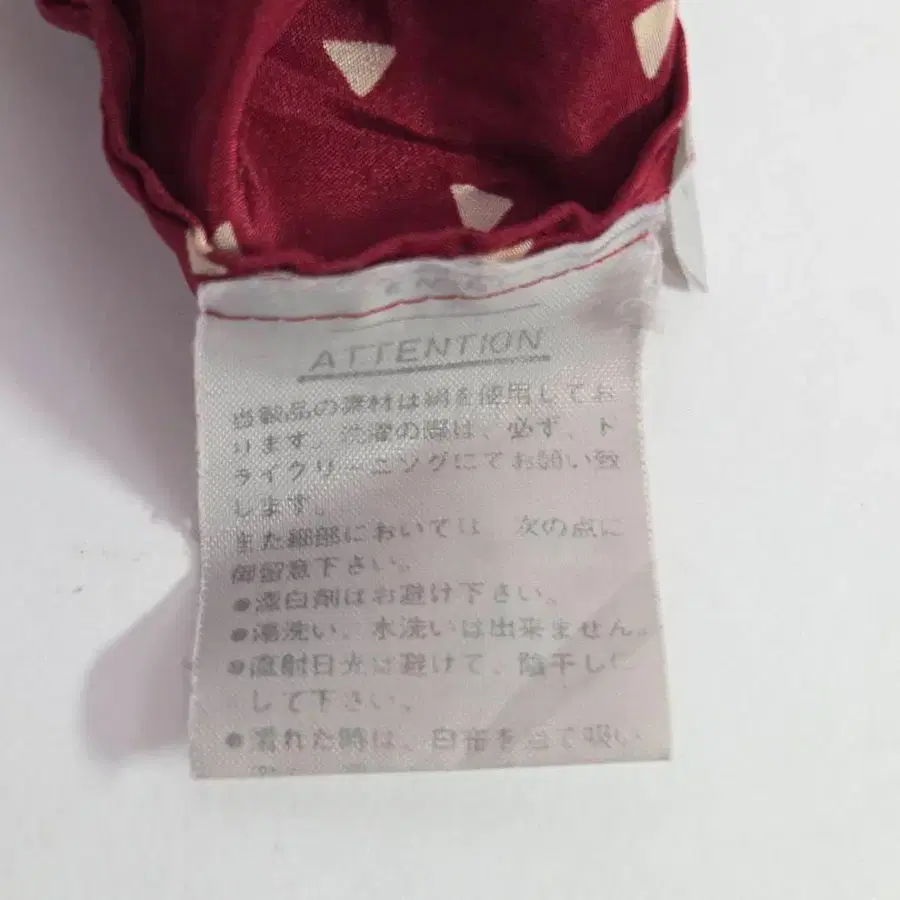 ATTENTION
当製品の素材は絹を使用してお
ります。洗濯の際は、必ず、ド
ライクリーニングにてお願い致
します。
また細部においては、次の点に
御留意下さい。
●漂白剤はお避け下さい。
●湯洗い、水洗いは出来ません。
●直射日光は避けて、陰干しに
して下さい。
●濡れた時は、白布を当て吸い